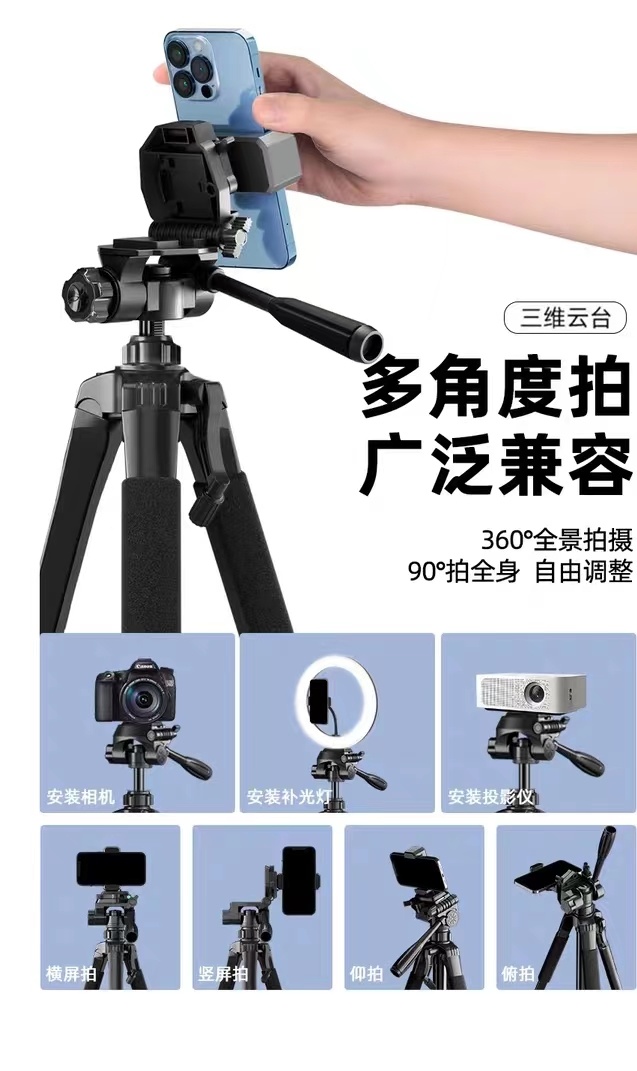 三维云台
多角度拍
广泛兼容
360°全景拍摄
90°拍全身 自由调整
Canon
安装相机
安装补光灯
安装投影仪
横屏拍
竖屏拍
仰拍
俯拍